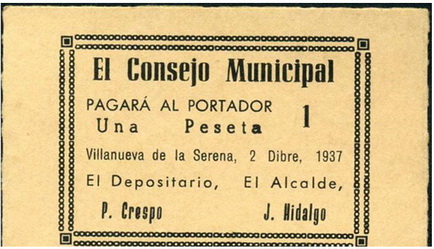 El Consejo Municipal
PAGARÁ AL PORTADOR
Una Peseta 1
Villanueva de la Serena, 2 Dibre, 1937
El Depositario, El Alcalde,
P. Crespo J. Hidalgo